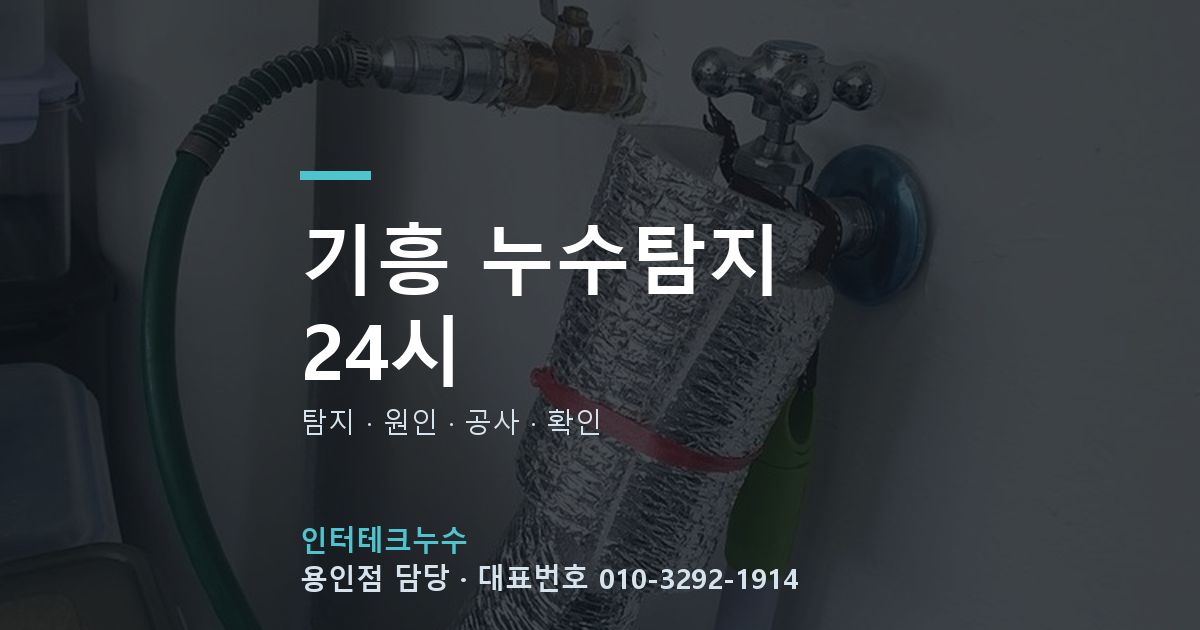 기흥 누수탐지
24시
탐지 · 원인 · 공사 · 확인
인터테크누수
용인점 담당 · 대표번호 010-3292-1914